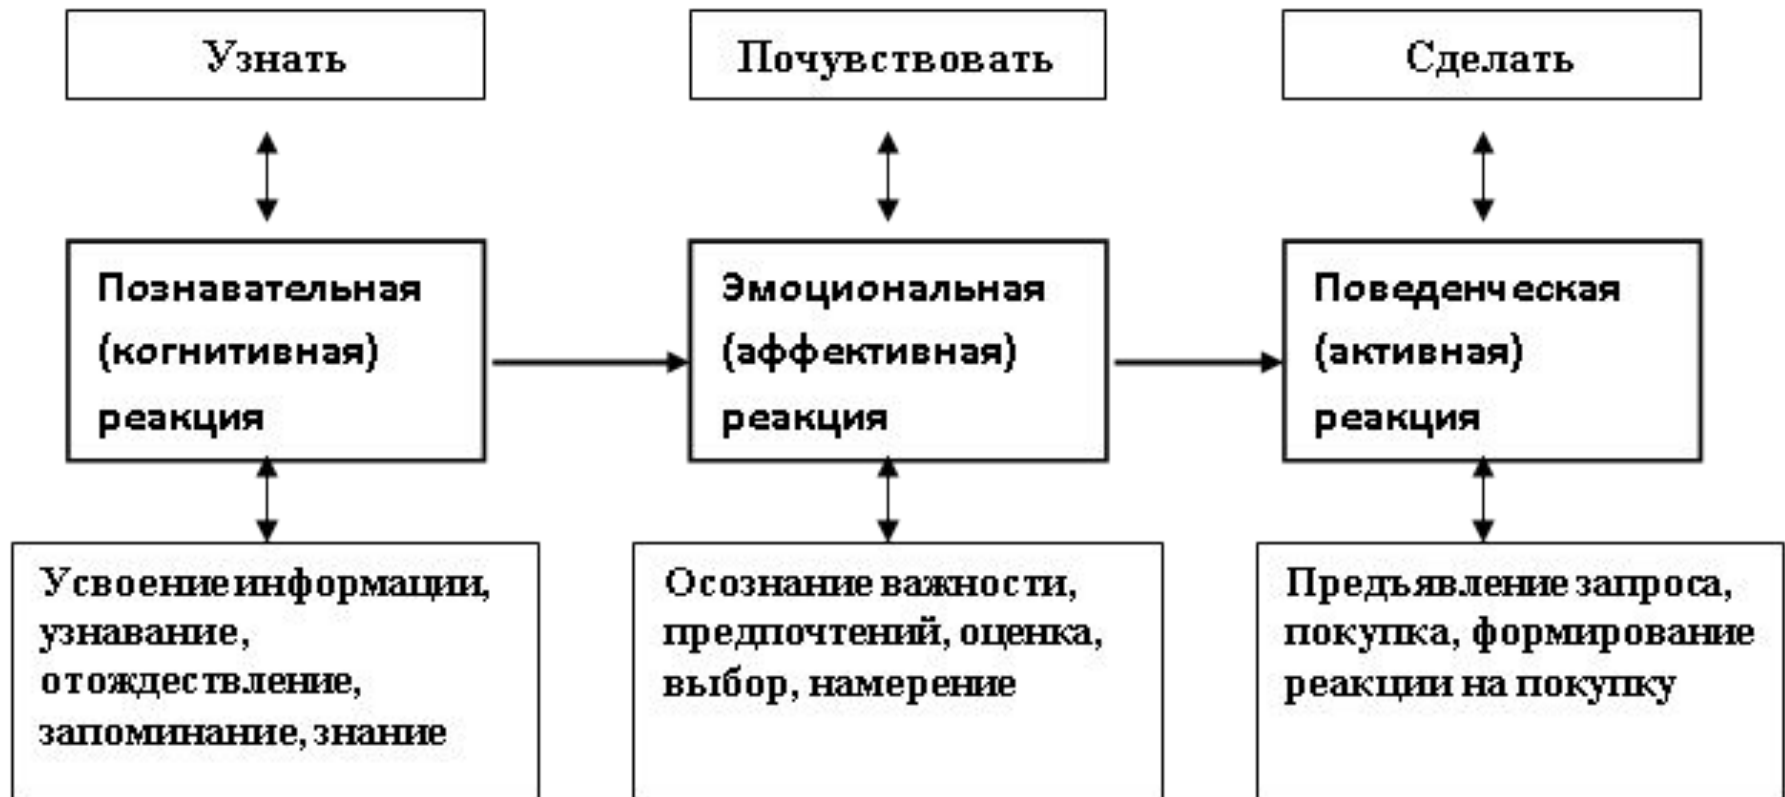 Узнать
Почувствовать
Сделать
Познавательная
(когнитивная)
реакция
Эмоциональная
(аффективная)
реакция
Поведенческая
(активная)
реакция
Усвоение информации,
узнавание,
отождествление,
запоминание, знание
Осознание важности,
предпочтений, оценка,
выбор, намерение
Предъявление запроса,
покупка, формирование
реакции на покупку